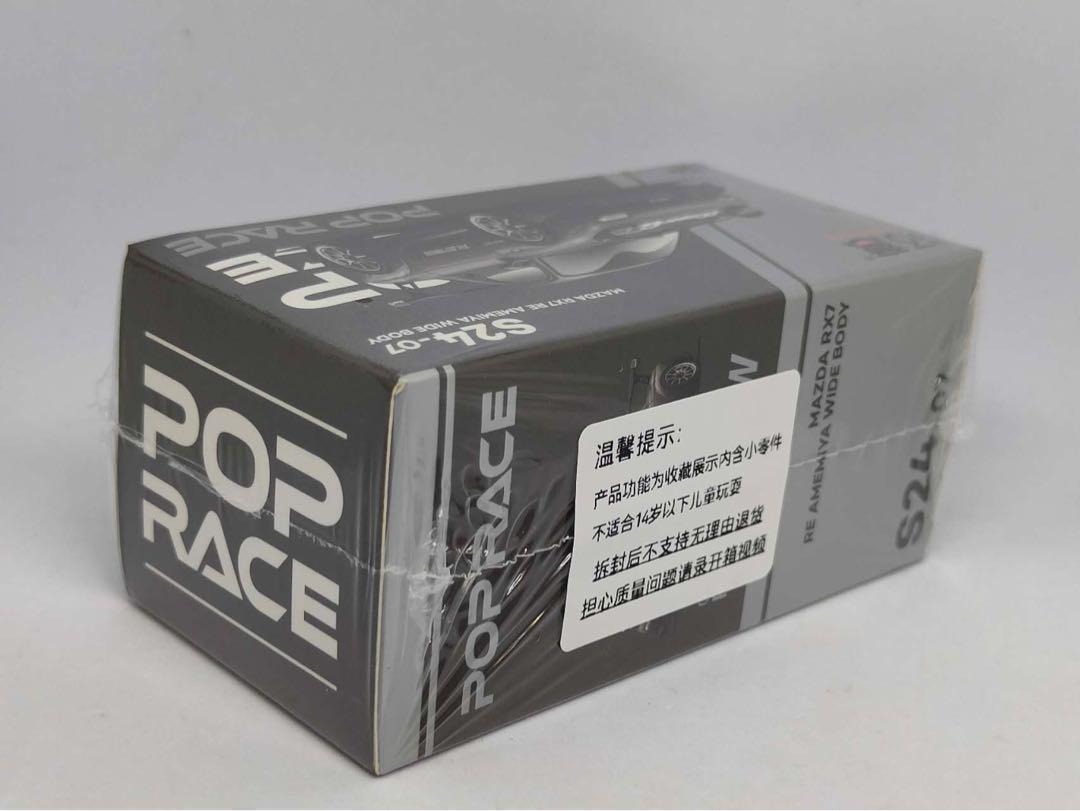 POP RACE
RE
S24-07
MAZDA RX7 RE AMEMIYA WIDE BODY
POP
RACE
POP RACE
温馨提示:
产品功能为收藏展示内含小零件
不适合14岁以下儿童玩耍
拆封后不支持无理由退货
担心质量问题请录开箱视频
MAZDA RX7
RE AMEMIYA WIDE BODY
S24-07